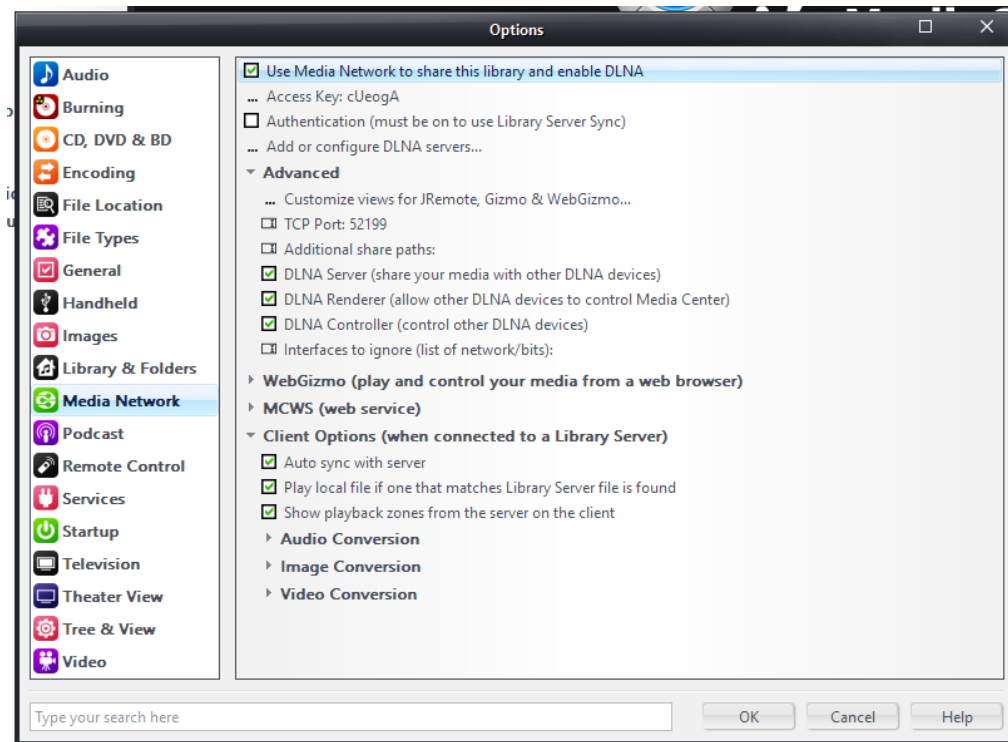 Options
Audio
Burning
CD, DVD & BD
Encoding
File Location
File Types
General
Handheld
Images
Library & Folders
Media Network
Podcast
Remote Control
Services
Startup
Television
Theater View
Tree & View
Video
Use Media Network to share this library and enable DLNA
... Access Key: cUeogA
Authentication (must be on to use Library Server Sync)
... Add or configure DLNA servers...
Advanced
... Customize views for JRemote, Gizmo & WebGizmo...
TCP Port: 52199
Additional share paths:
DLNA Server (share your media with other DLNA devices)
DLNA Renderer (allow other DLNA devices to control Media Center)
DLNA Controller (control other DLNA devices)
Interfaces to ignore (list of network/bits):
WebGizmo (play and control your media from a web browser)
MCWS (web service)
Client Options (when connected to a Library Server)
Auto sync with server
Play local file if one that matches Library Server file is found
Show playback zones from the server on the client
Audio Conversion
Image Conversion
Video Conversion
Type your search here
OK Cancel Help